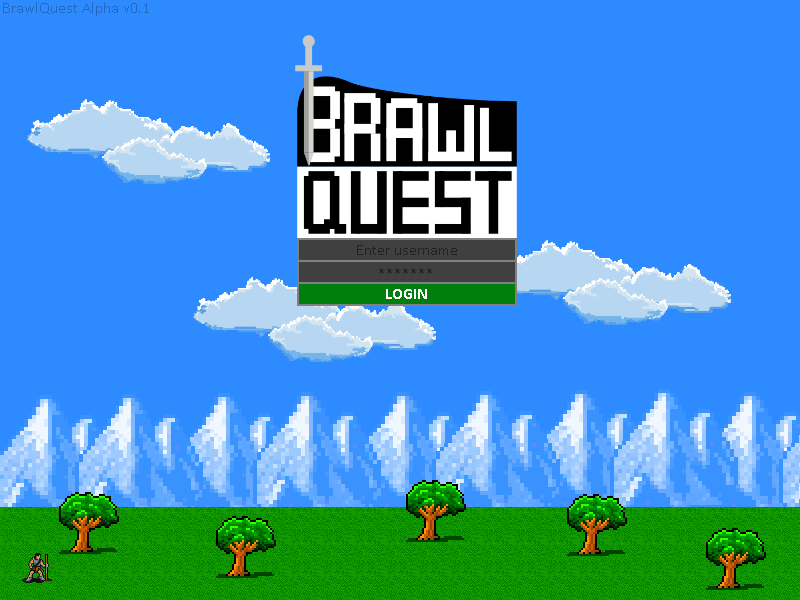 BrawlQuest Alpha v0.1
BRAWL
QUEST
Enter username
*******
LOGIN